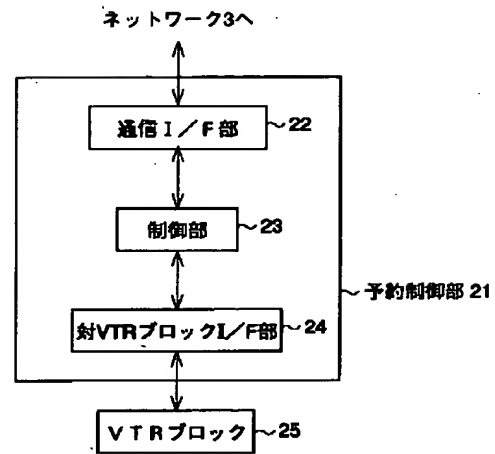 ネットワーク3へ
通信I／F部 22
制御部 23
予約制御部 21
対VTRブロックI／F部 24
VTRブロック 25